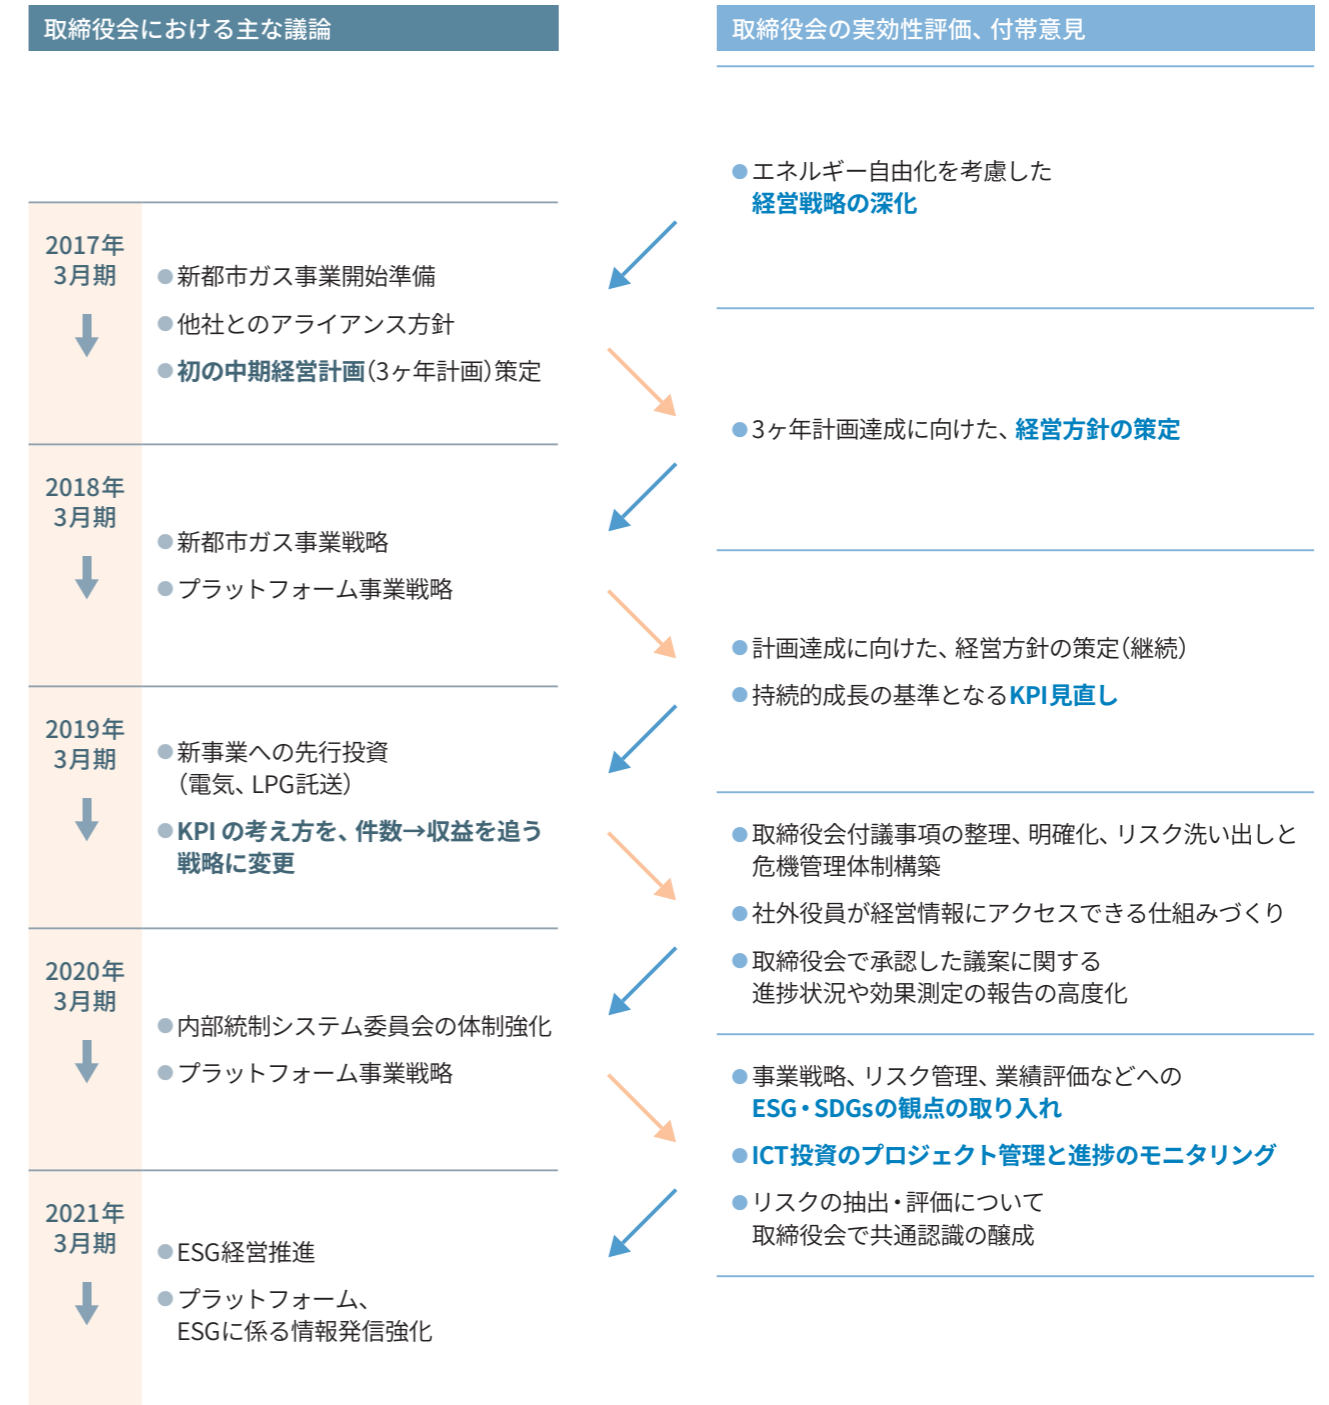 取締役会における主な議論
2017年
3月期
●新都市ガス事業開始準備
●他社とのアライアンス方針
●初の中期経営計画（3ヶ年計画）策定
2018年
3月期
●新都市ガス事業戦略
●プラットフォーム事業戦略
2019年
3月期
●新事業への先行投資
（電気、LPG託送）
●KPI の考え方を、件数→収益を追う
戦略に変更
2020年
3月期
●内部統制システム委員会の体制強化
●プラットフォーム事業戦略
2021年
3月期
●ESG経営推進
●プラットフォーム、
ESGに係る情報発信強化
取締役会の実効性評価、付帯意見
●エネルギー自由化を考慮した
経営戦略の深化
●3ヶ年計画達成に向けた、経営方針の策定
●計画達成に向けた、経営方針の策定（継続）
●持続的成長の基準となるKPI見直し
●取締役会付議事項の整理、明確化、リスク洗い出しと
危機管理体制構築
●社外役員が経営情報にアクセスできる仕組みづくり
●取締役会で承認した議案に関する
進捗状況や効果測定の報告の高度化
●事業戦略、リスク管理、業績評価などへの
ESG・SDGsの観点の取り入れ
●ICT投資のプロジェクト管理と進捗のモニタリング
●リスクの抽出・評価について
取締役会で共通認識の醸成